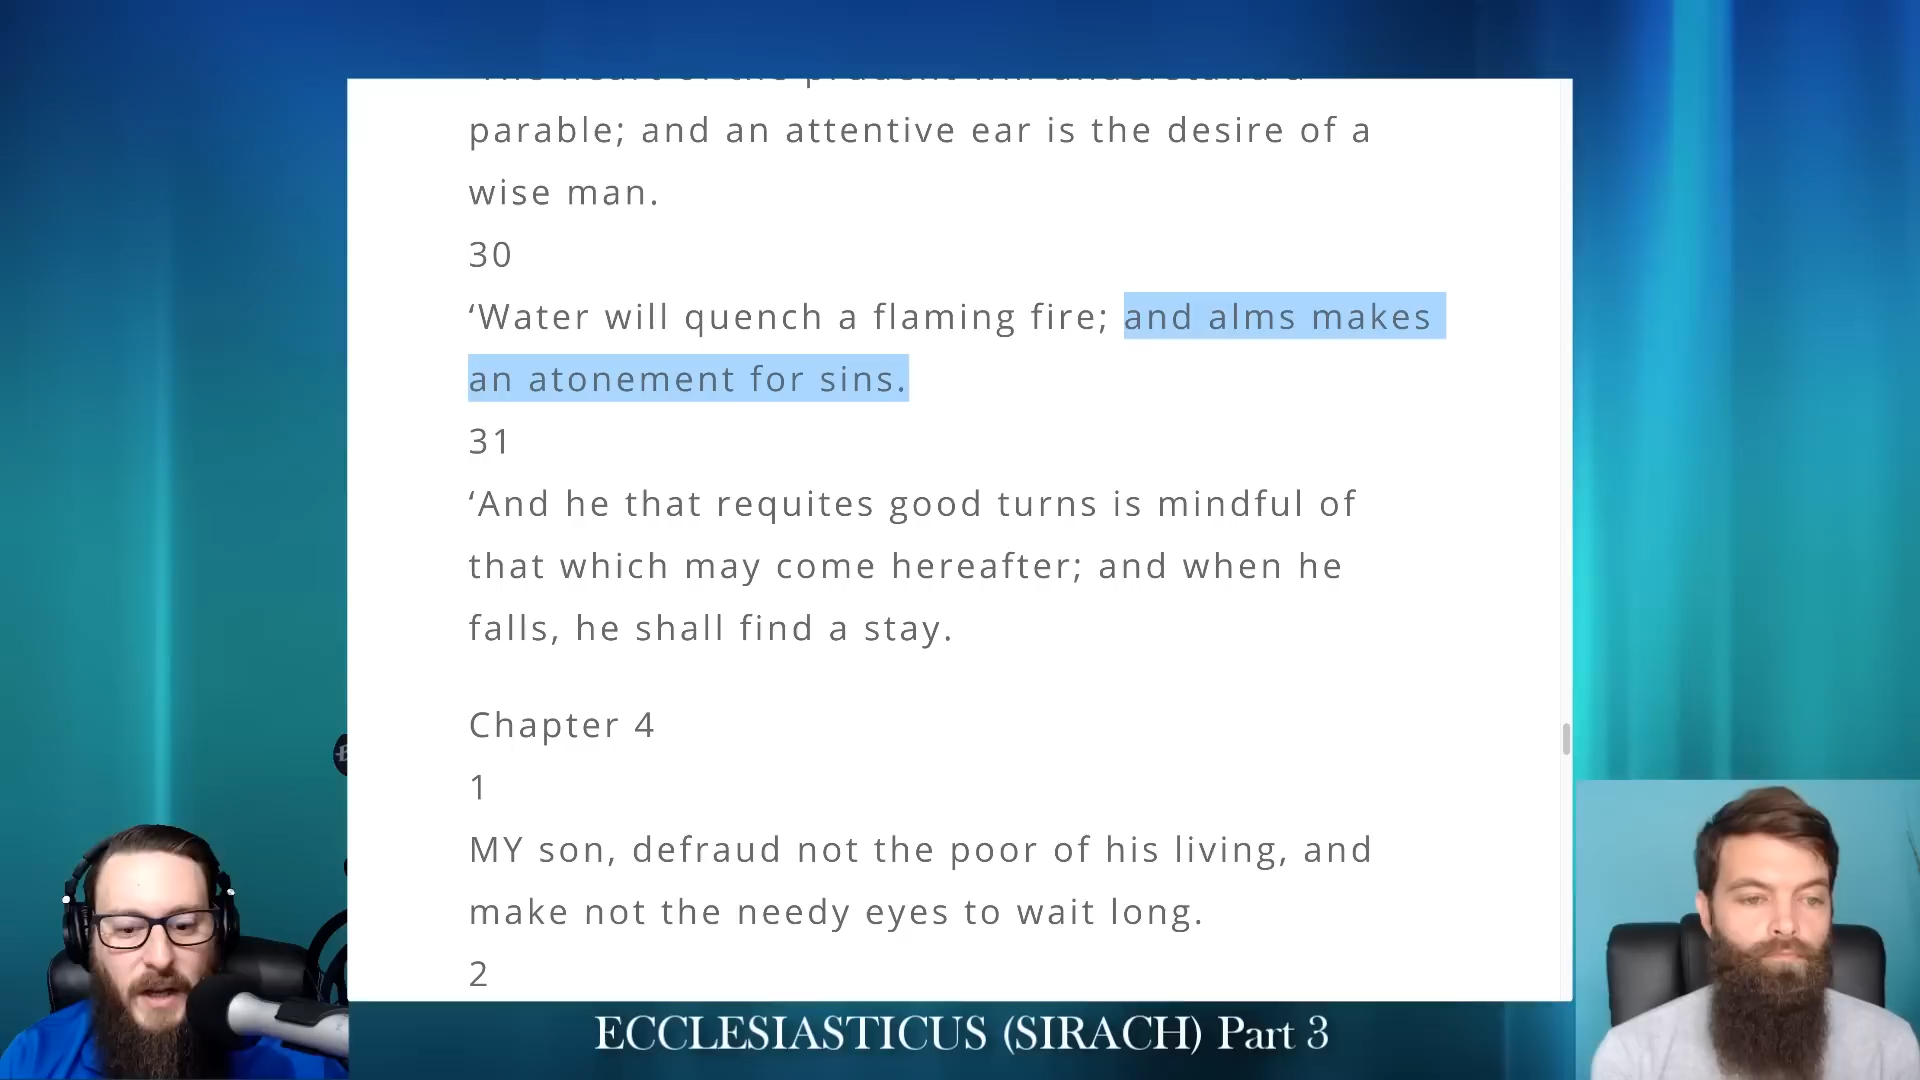 parable; and an attentive ear is the desire of a
wise man.
30
‘Water will quench a flaming fire; and alms makes
an atonement for sins.
31
‘And he that requites good turns is mindful of
that which may come hereafter; and when he
falls, he shall find a stay.
Chapter 4
1
MY son, defraud not the poor of his living, and
make not the needy eyes to wait long.
2
ECCLESIASTICUS (SIRACH) Part 3